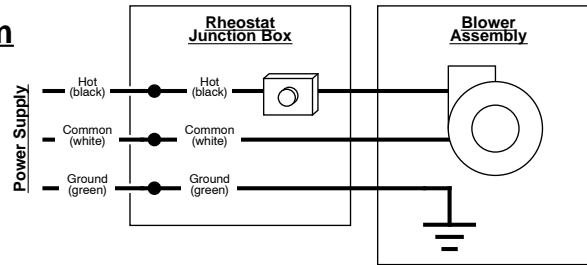 Rheostat
Junction Box
Blower
Assembly
Power Supply
Hot
(black)
Hot
(black)
Common
(white)
Common
(white)
Ground
(green)
Ground
(green)